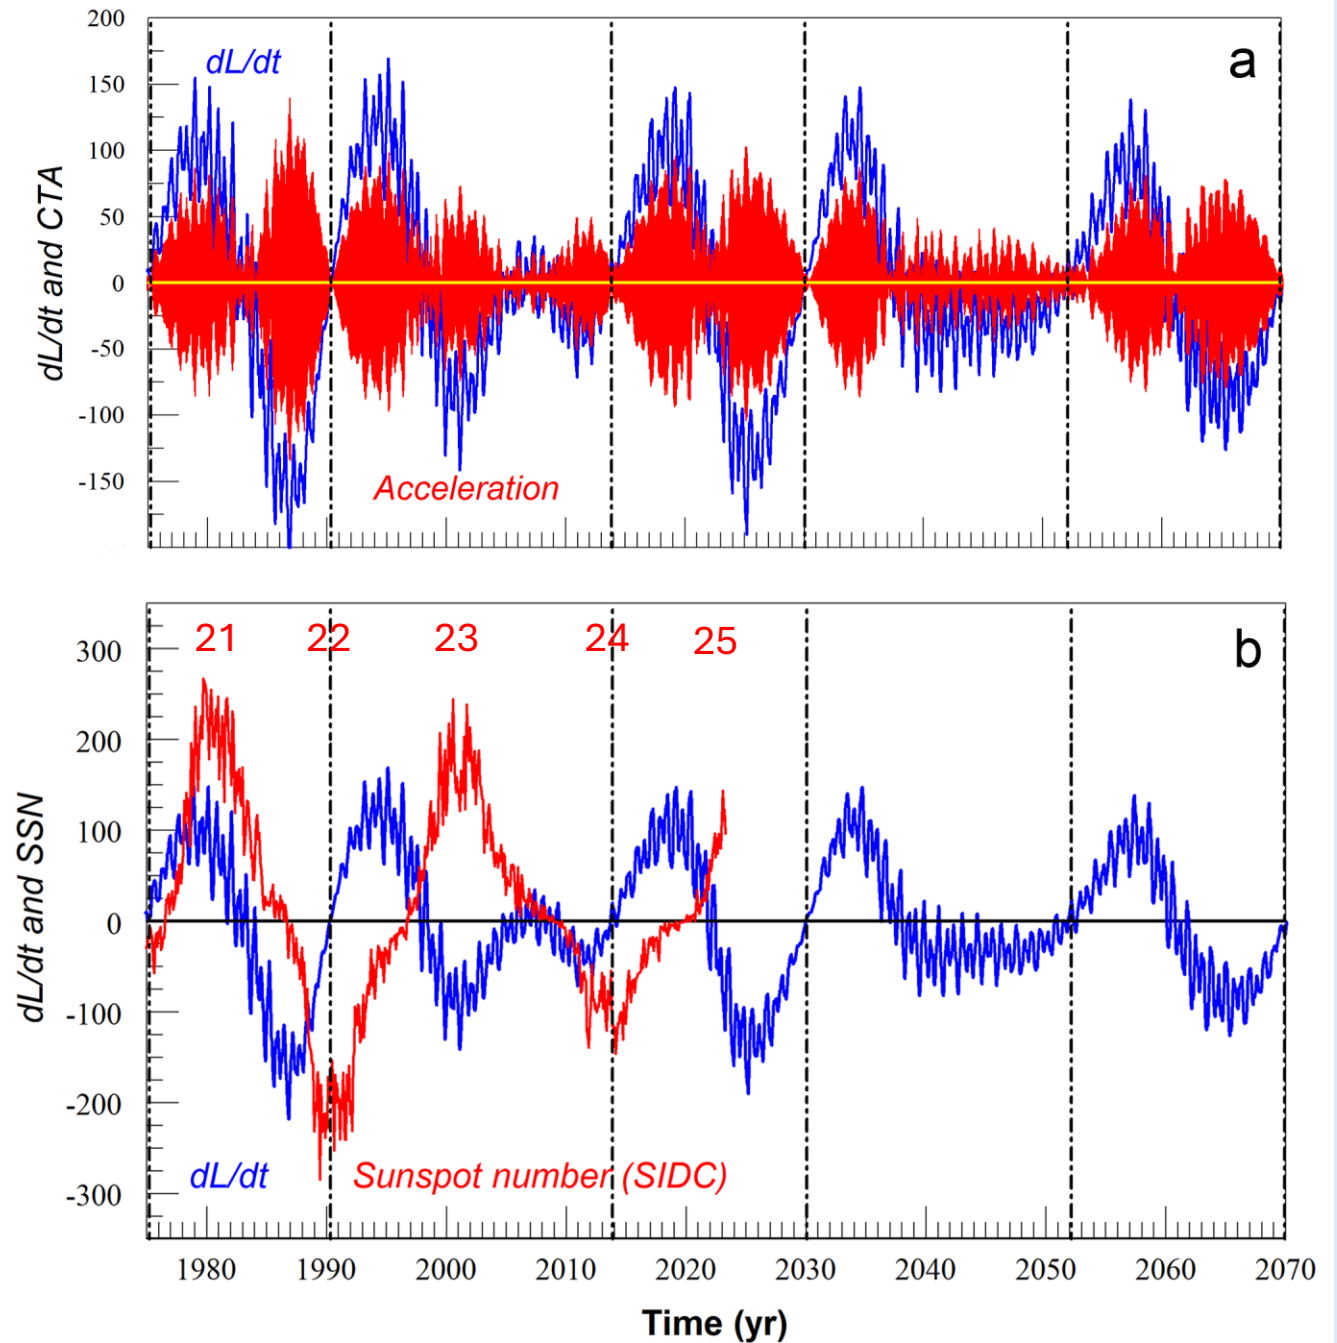 200
150
100
50
0
-50
-100
-150
dL/dt and CTA
dL/dt
a
Acceleration
300
200
100
0
-100
-200
-300
dL/dt and SSN
21 22 23 24 25
b
dL/dt Sunspot number (SIDC)
1980 1990 2000 2010 2020 2030 2040 2050 2060 2070
Time (yr)